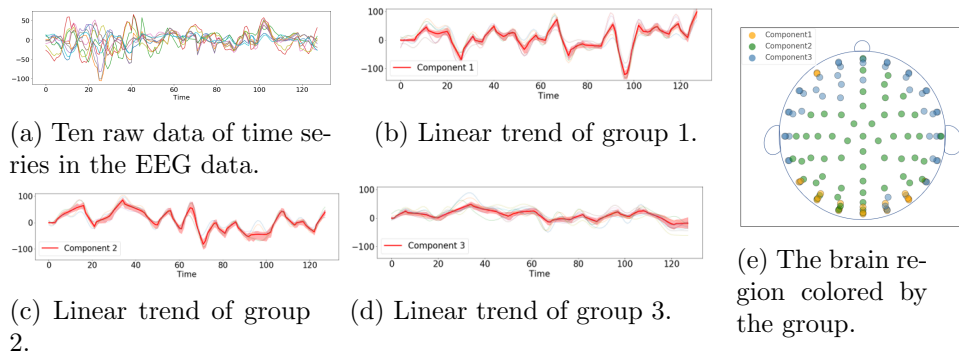 50
0
−50
−100
0 20 40 60 80 100 120
Time
(a) Ten raw data of time se-
ries in the EEG data.
100
0
−100
Component 1
0 20 40 60 80 100 120
Time
(b) Linear trend of group 1.
100
0
−100
Component 2
0 20 40 60 80 100 120
Time
(c) Linear trend of group
2.
100
0
−100
Component 3
0 20 40 60 80 100 120
Time
(d) Linear trend of group 3.
Component1
Component2
Component3
(e) The brain re-
gion colored by
the group.